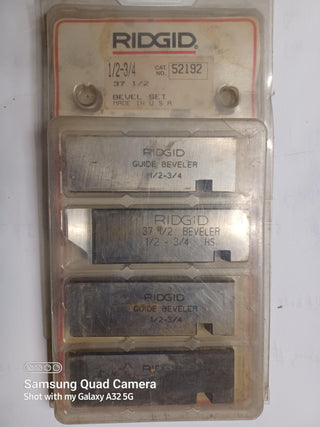 RIDGID®
1/2-3/4 CAT. NO. 52192
37 1/2
BEVEL SET
MADE IN U S A
RIDGID
GUIDE BEVELER
1/2-3/4
RIDGID
37 1/2 BEVELER
1/2 - 3/4 HS
RIDGID
GUIDE BEVELER
1/2-3/4
RIDGID
Samsung Quad Camera
Shot with my Galaxy A32 5G